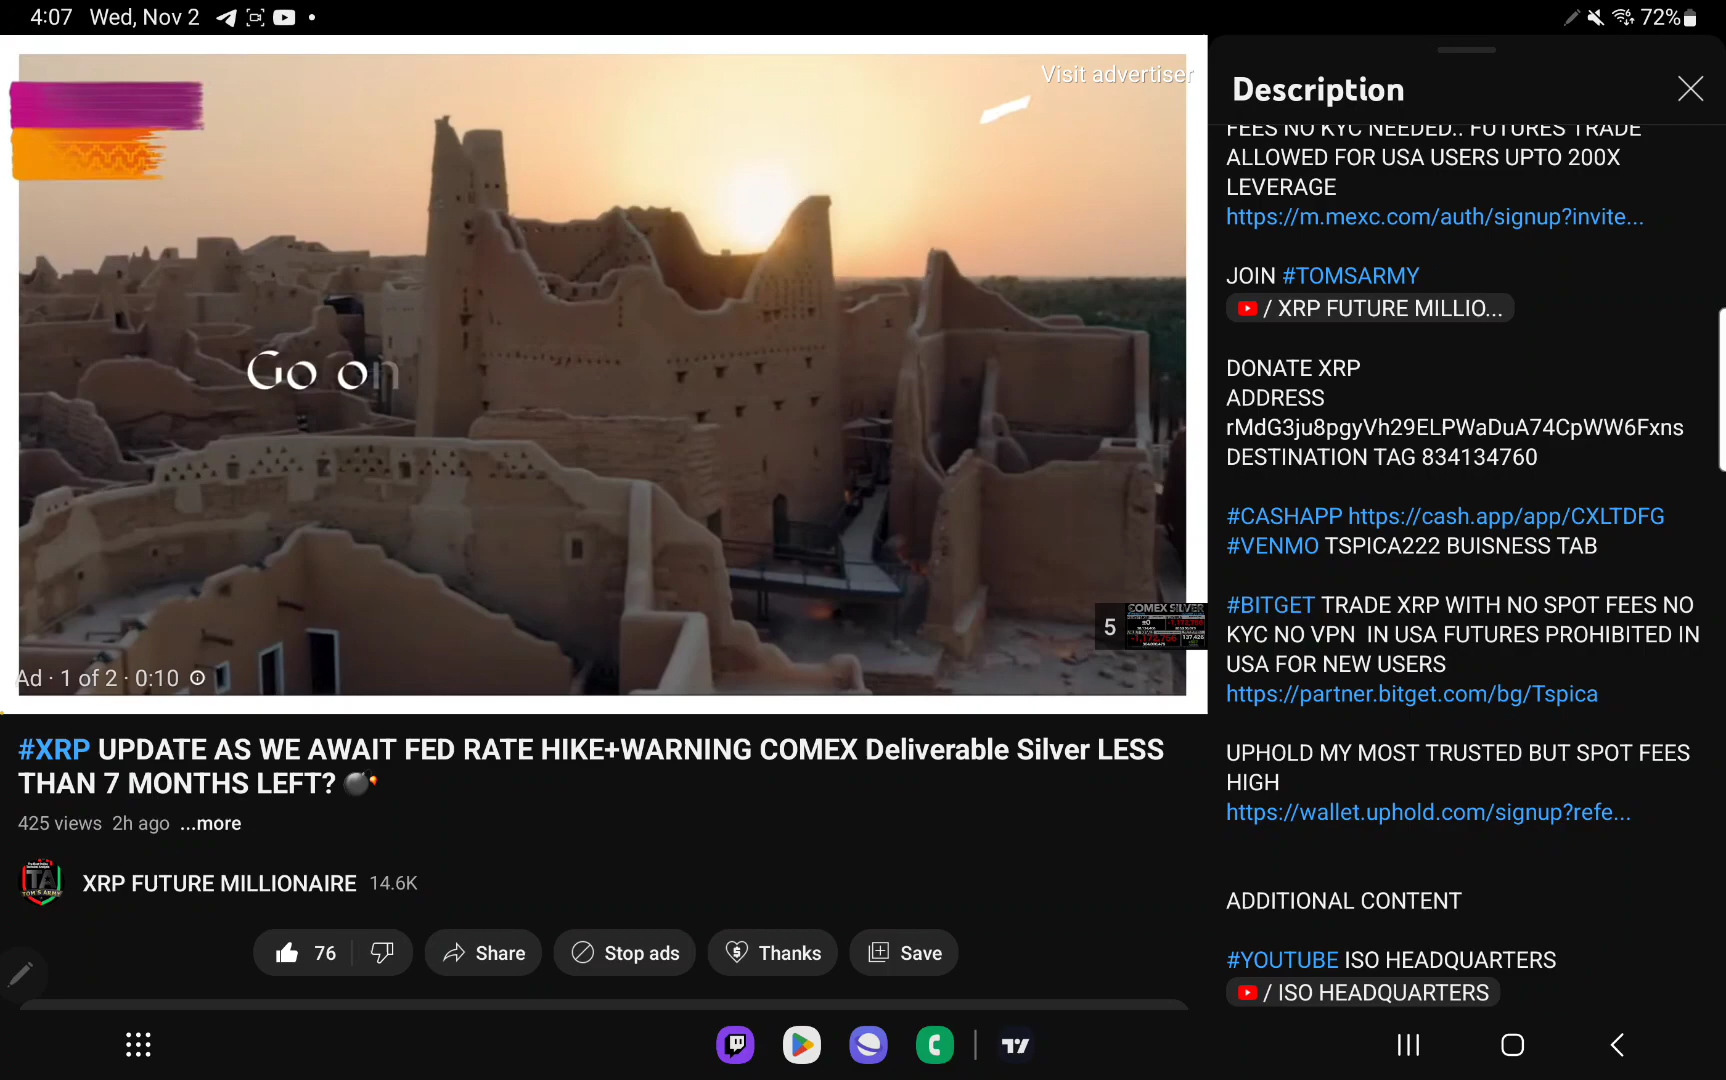 4:07 Wed, Nov 2
72%
Visit advertiser
Go on
COMEX SILVER
5
Ad · 1 of 2 · 0:10
#XRP UPDATE AS WE AWAIT FED RATE HIKE+WARNING COMEX Deliverable Silver LESS
THAN 7 MONTHS LEFT? 💣
425 views 2h ago ...more
TA
TOM'S ARMY
XRP FUTURE MILLIONAIRE 14.6K
76
Share
Stop ads
Thanks
Save
Description
FEES NO KYC NEEDED.. FUTURES TRADE
ALLOWED FOR USA USERS UPTO 200X
LEVERAGE
https://m.mexc.com/auth/signup?invite...
JOIN #TOMSARMY
/ XRP FUTURE MILLIO...
DONATE XRP
ADDRESS
rMdG3ju8pgyVh29ELPWaDuA74CpWW6Fxns
DESTINATION TAG 834134760
#CASHAPP https://cash.app/app/CXLTDFG
#VENMO TSPICA222 BUISNESS TAB
#BITGET TRADE XRP WITH NO SPOT FEES NO
KYC NO VPN IN USA FUTURES PROHIBITED IN
USA FOR NEW USERS
https://partner.bitget.com/bg/Tspica
UPHOLD MY MOST TRUSTED BUT SPOT FEES
HIGH
https://wallet.uphold.com/signup?refe...
ADDITIONAL CONTENT
#YOUTUBE ISO HEADQUARTERS
/ ISO HEADQUARTERS